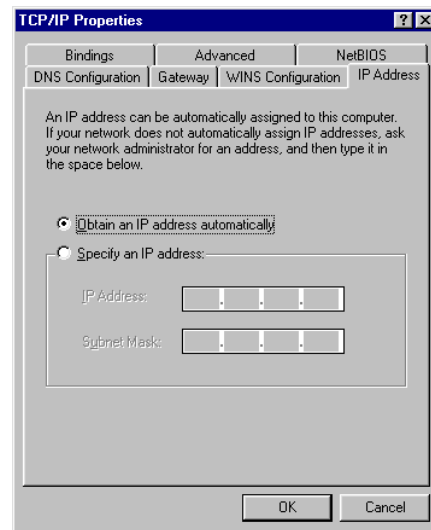 TCP/IP Properties
? x
Bindings Advanced NetBIOS
DNS Configuration Gateway WINS Configuration IP Address
An IP address can be automatically assigned to this computer.
If your network does not automatically assign IP addresses, ask
your network administrator for an address, and then type it in
the space below.
Obtain an IP address automatically
Specify an IP address:
IP Address:
. . .
Subnet Mask:
. . .
OK Cancel